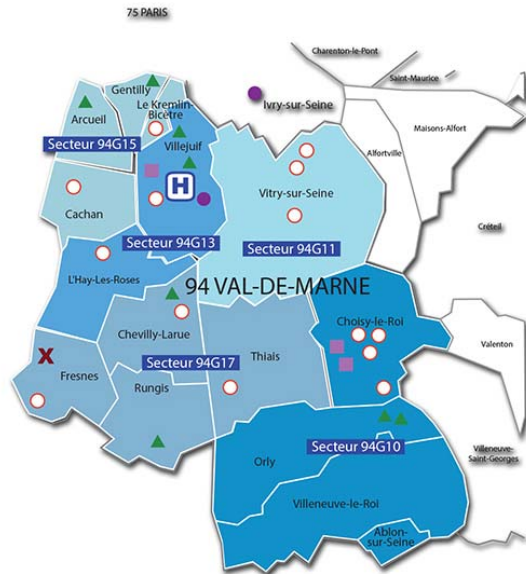 75 PARIS
Charenton-le-Pont
Saint-Maurice
Gentilly
Le Kremlin-
Bicêtre
Ivry-sur-Seine
Arcueil
Maisons-Alfort
Secteur 94G15
Villejuif
Alfortville
H
Vitry-sur-Seine
Cachan
Créteil
Secteur 94G13
Secteur 94G11
L'Hay-Les-Roses
94 VAL-DE-MARNE
Chevilly-Larue
Choisy-le-Roi
Valenton
Secteur 94G17
Thiais
X
Fresnes
Rungis
Secteur 94G10
Villeneuve-
Saint-Georges
Orly
Villeneuve-le-Roi
Ablon-
sur-Seine